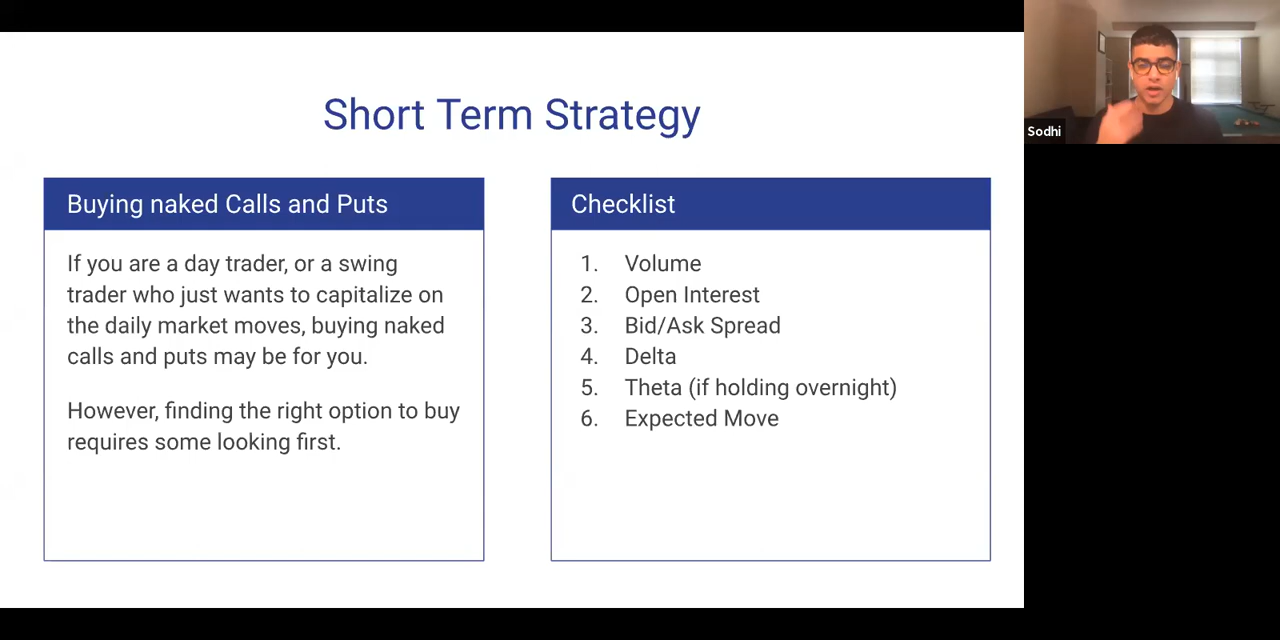 Short Term Strategy
Buying naked Calls and Puts
If you are a day trader, or a swing
trader who just wants to capitalize on
the daily market moves, buying naked
calls and puts may be for you.
However, finding the right option to buy
requires some looking first.
Checklist
1. Volume
2. Open Interest
3. Bid/Ask Spread
4. Delta
5. Theta (if holding overnight)
6. Expected Move
Sodhi